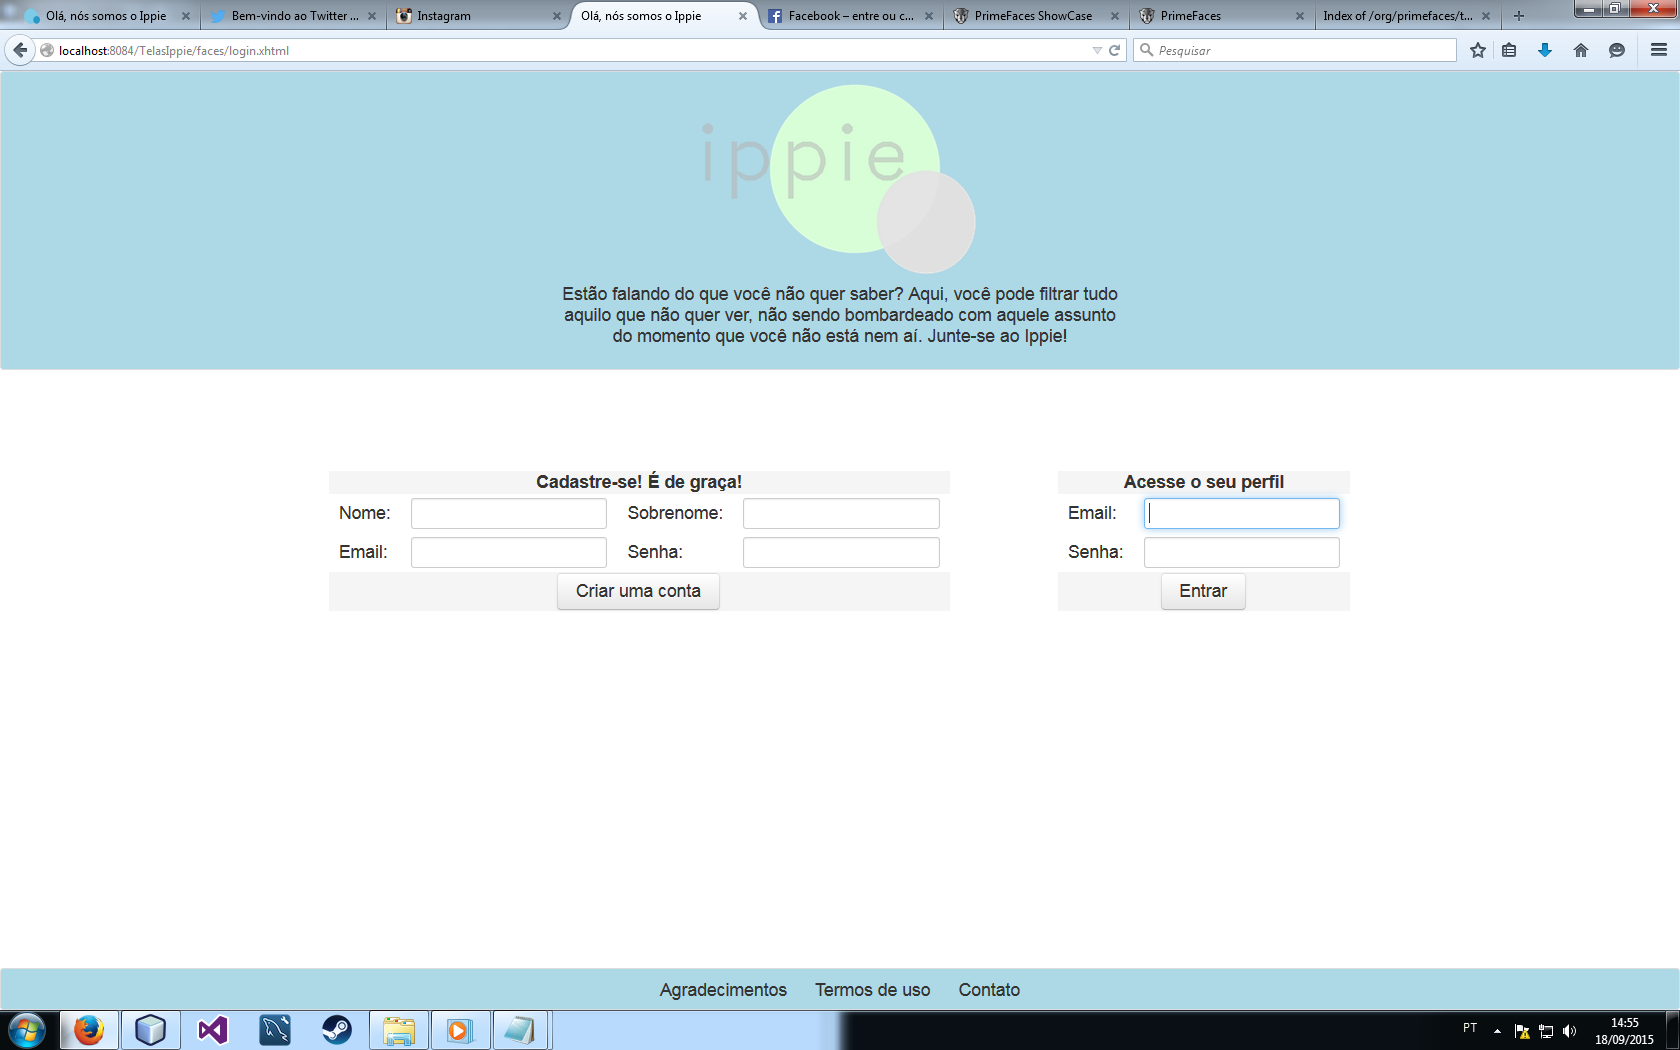 Olá, nós somos o Ippie
Bem-vindo ao Twitter ...
Instagram
Olá, nós somos o Ippie
Facebook – entre ou c...
PrimeFaces ShowCase
PrimeFaces
Index of /org/primefaces/t...
localhost:8084/TelasIppie/faces/login.xhtml
Pesquisar
ippie
Estão falando do que você não quer saber? Aqui, você pode filtrar tudo
aquilo que não quer ver, não sendo bombardeado com aquele assunto
do momento que você não está nem aí. Junte-se ao Ippie!
Cadastre-se! É de graça!
Nome:
Sobrenome:
Email:
Senha:
Criar uma conta
Acesse o seu perfil
Email:
Senha:
Entrar
Agradecimentos
Termos de uso
Contato
PT
14:55
18/09/2015